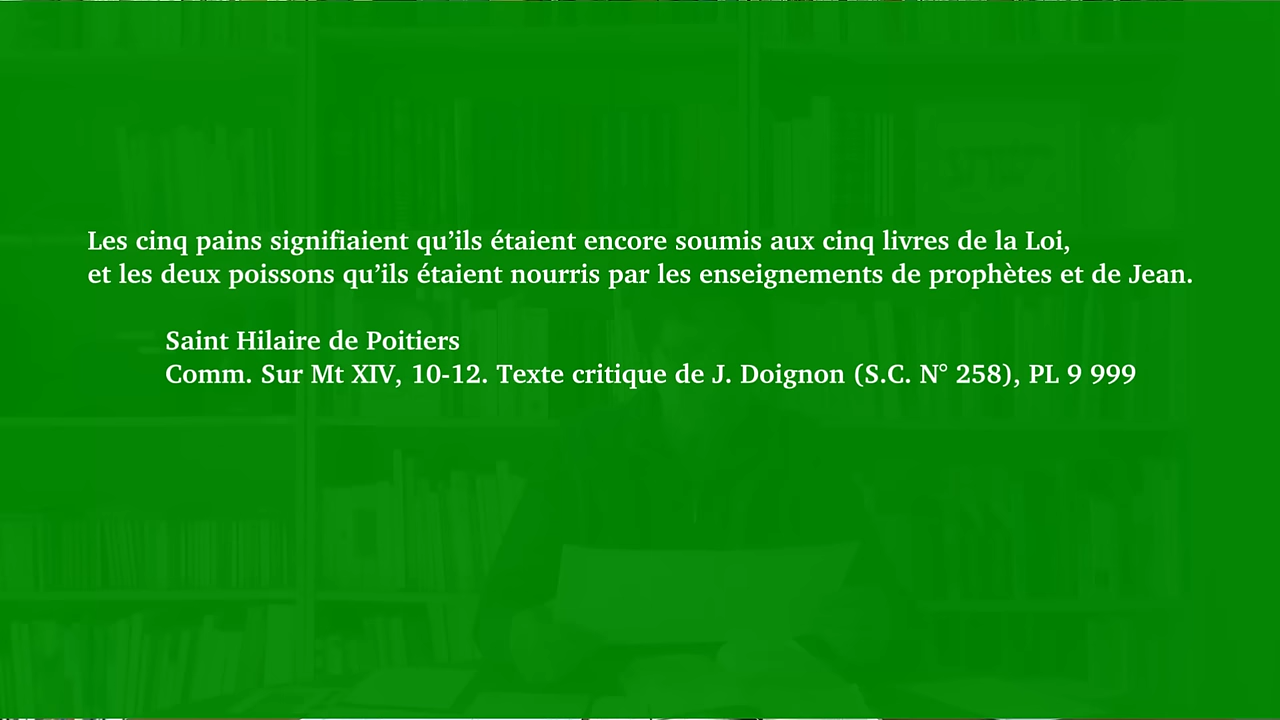 Les cinq pains signifiaient qu’ils étaient encore soumis aux cinq livres de la Loi,
et les deux poissons qu’ils étaient nourris par les enseignements de prophètes et de Jean.
Saint Hilaire de Poitiers
Comm. Sur Mt XIV, 10-12. Texte critique de J. Doignon (S.C. N° 258), PL 9 999